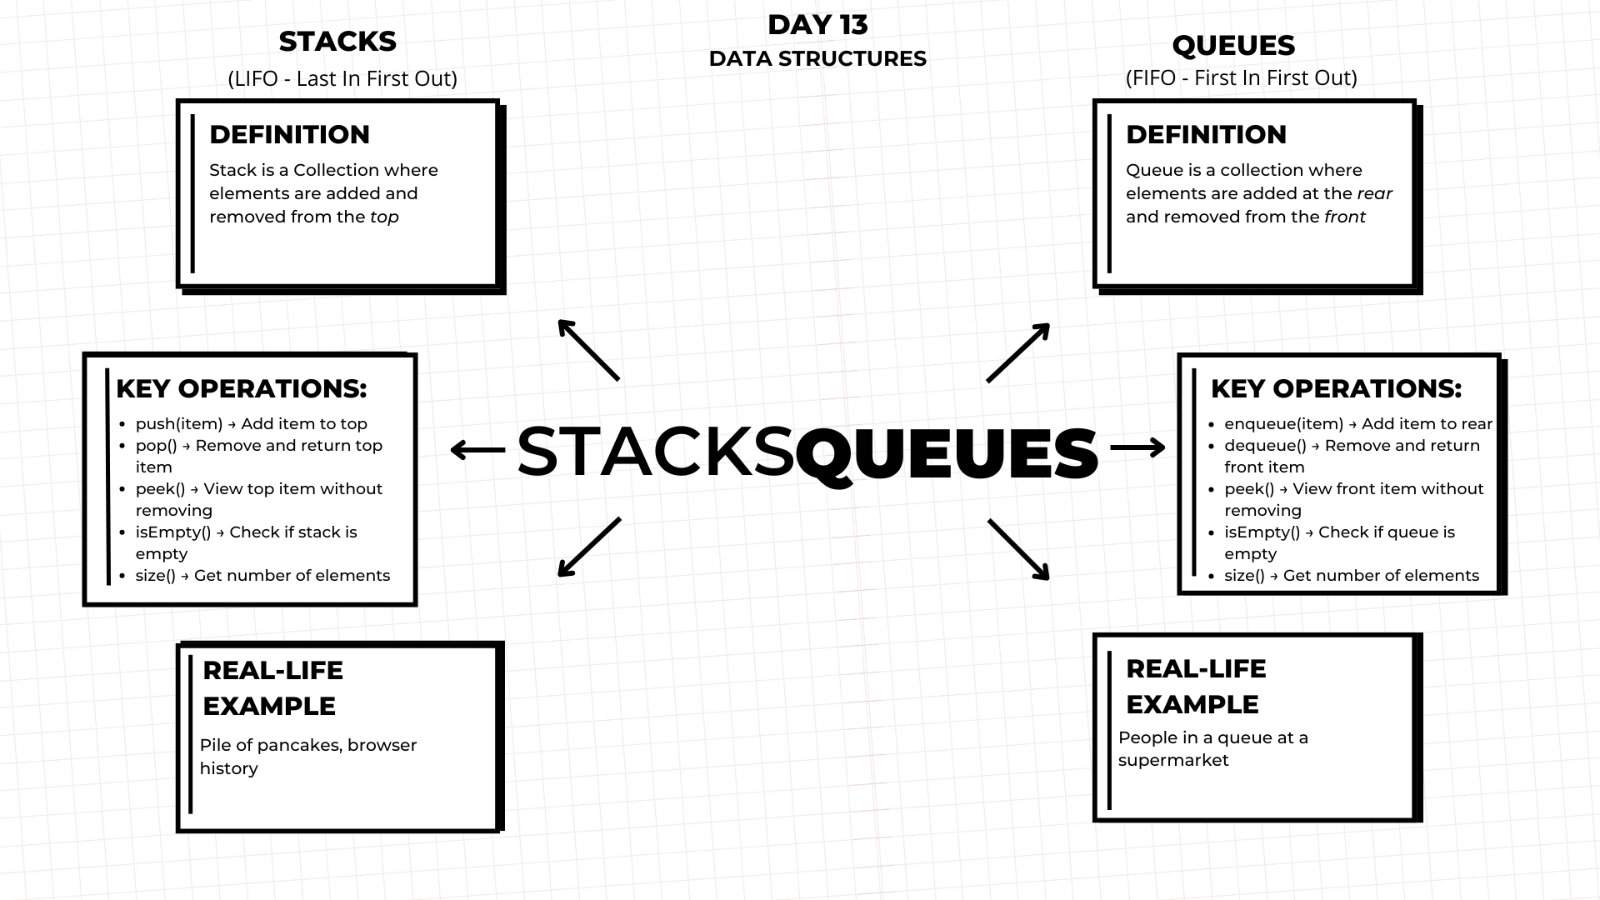 DAY 13
DATA STRUCTURES
STACKS
(LIFO - Last In First Out)
DEFINITION
Stack is a Collection where
elements are added and
removed from the top
KEY OPERATIONS:
• push(item) → Add item to top
• pop() → Remove and return top
item
• peek() → View top item without
removing
• isEmpty() → Check if stack is
empty
• size() → Get number of elements
REAL-LIFE
EXAMPLE
Pile of pancakes, browser
history
STACKSQUEUES
QUEUES
(FIFO - First In First Out)
DEFINITION
Queue is a collection where
elements are added at the rear
and removed from the front
KEY OPERATIONS:
• enqueue(item) → Add item to rear
• dequeue() → Remove and return
front item
• peek() → View front item without
removing
• isEmpty() → Check if queue is
empty
• size() → Get number of elements
REAL-LIFE
EXAMPLE
People in a queue at a
supermarket